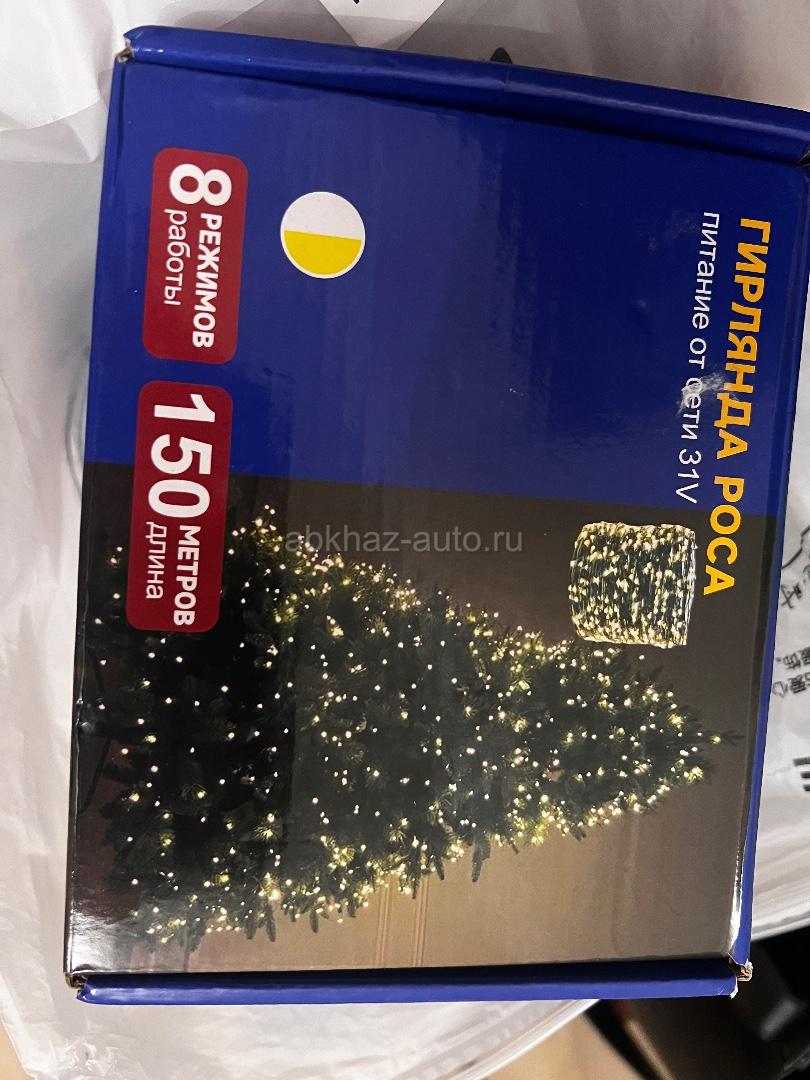 ГИРЛЯНДА РОСА
питание от сети 31V
8 РЕЖИМОВ
работы
150 МЕТРОВ
длина
abkhaz-auto.ru